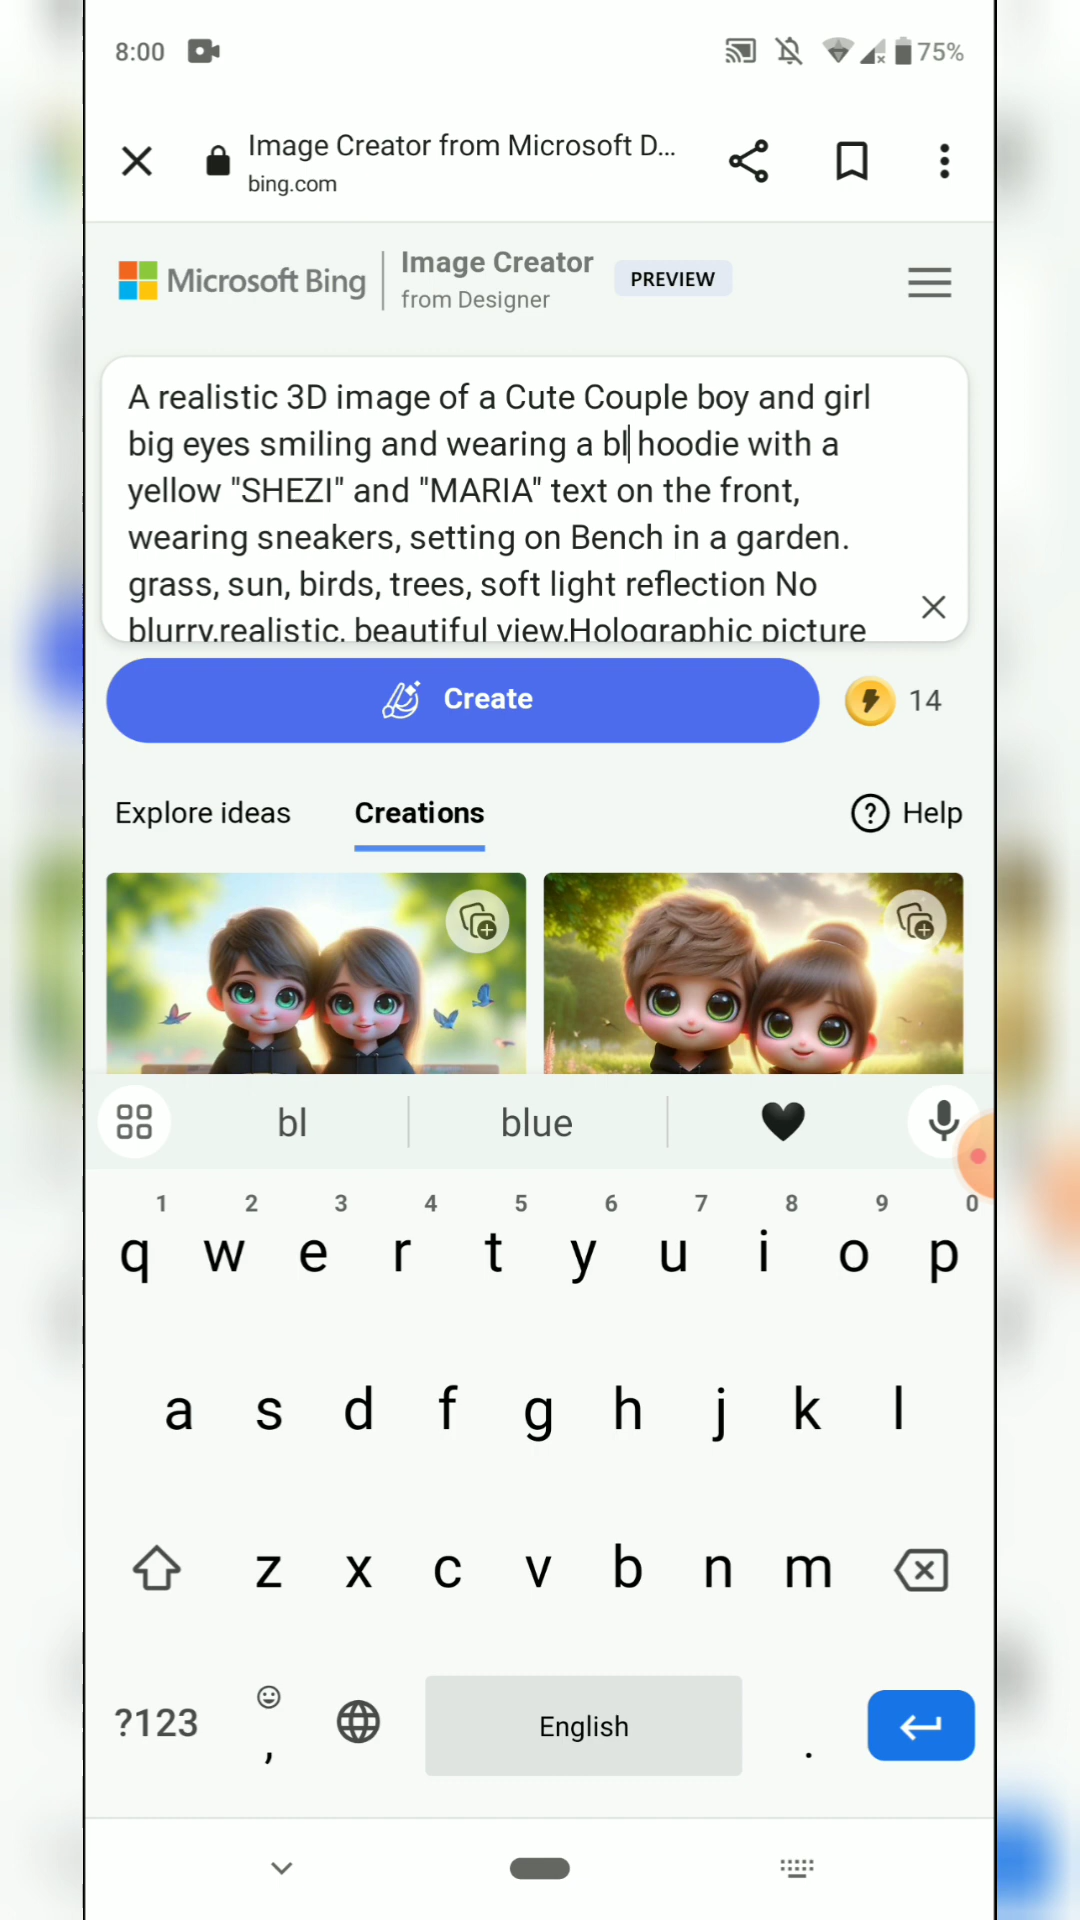 8:00
75%
Image Creator from Microsoft D...
bing.com
Microsoft Bing
Image Creator
from Designer
PREVIEW
A realistic 3D image of a Cute Couple boy and girl
big eyes smiling and wearing a bl hoodie with a
yellow "SHEZI" and "MARIA" text on the front,
wearing sneakers, setting on Bench in a garden.
grass, sun, birds, trees, soft light reflection No
blurry,realistic, beautiful view,Holographic picture
Create
14
Explore ideas
Creations
Help
bl
blue
1 2 3 4 5 6 7 8 9 0
q w e r t y u i o p
a s d f g h j k l
z x c v b n m
?123
,
English
.